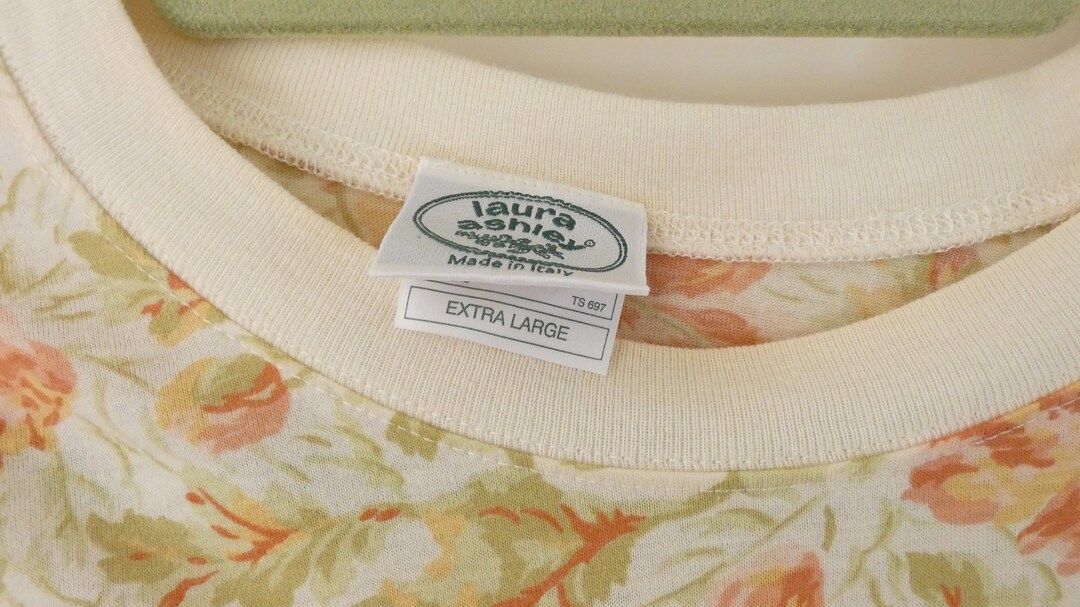 laura
ashley®
Made in Italy
TS 697
EXTRA LARGE